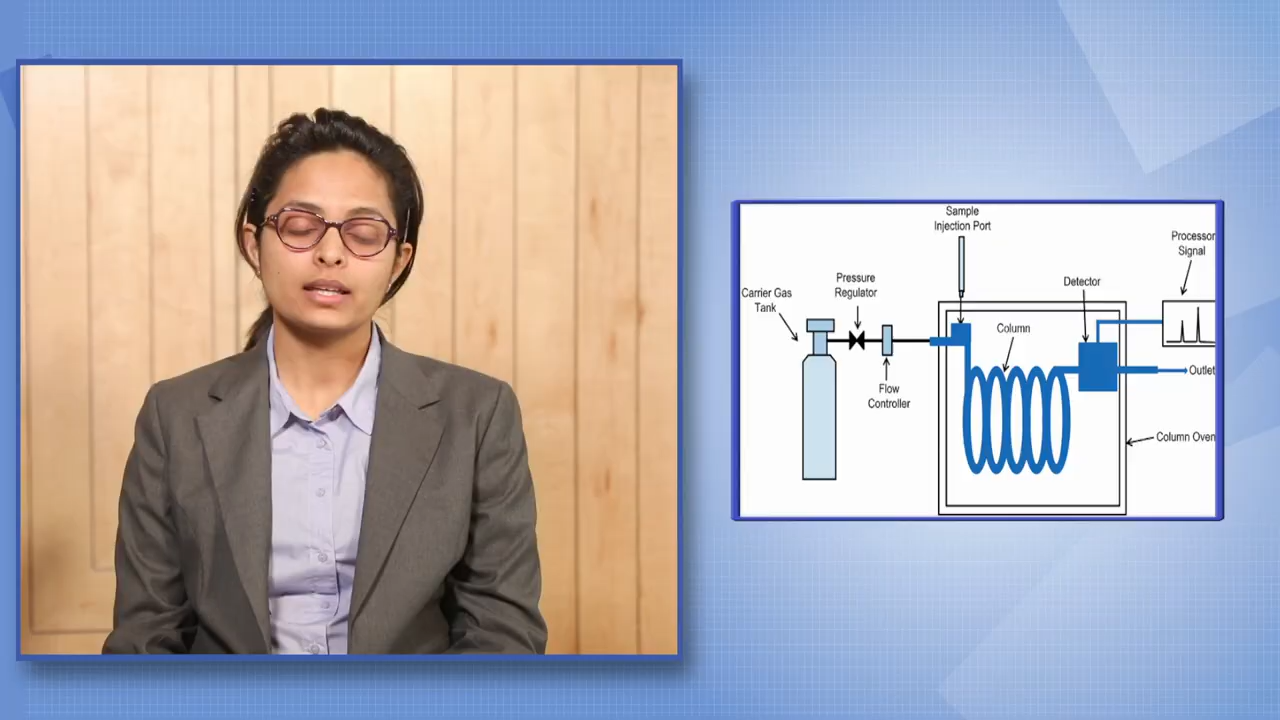 Sample
Injection Port
Processor
Signal
Pressure
Regulator
Detector
Carrier Gas
Tank
Column
Outlet
Flow
Controller
Column Oven